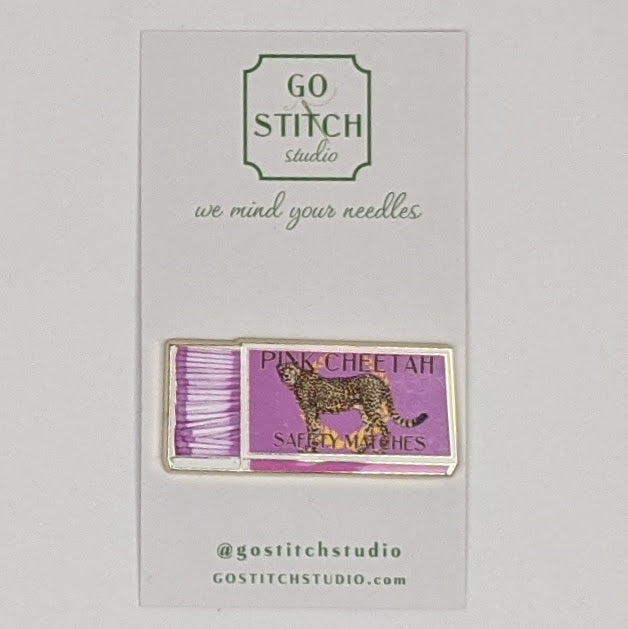 GO
STITCH
studio
we mind your needles
PINK CHEETAH
SAFETY MATCHES
@gostitchstudio
GOSTITCHSTUDIO.com